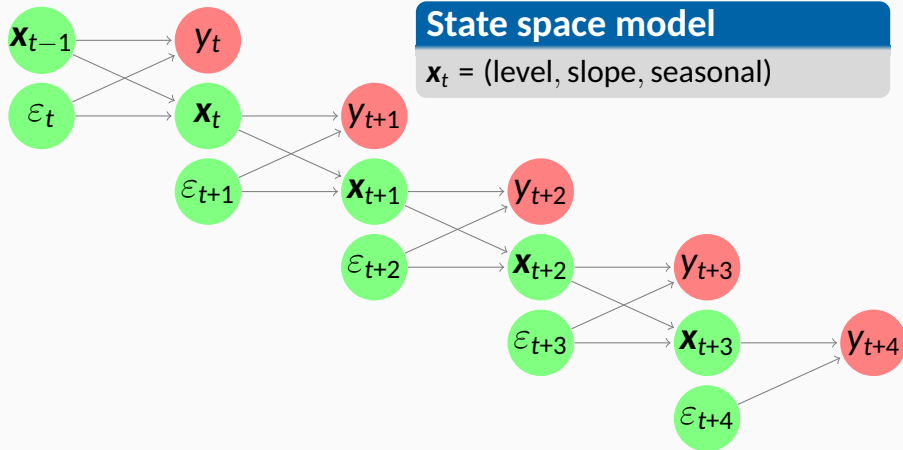 State space model
𝒙ₜ = (level, slope, seasonal)
𝒙ₜ₋₁
yₜ
εₜ
𝒙ₜ
yₜ₊₁
εₜ₊₁
𝒙ₜ₊₁
yₜ₊₂
εₜ₊₂
𝒙ₜ₊₂
yₜ₊₃
εₜ₊₃
𝒙ₜ₊₃
yₜ₊₄
εₜ₊₄